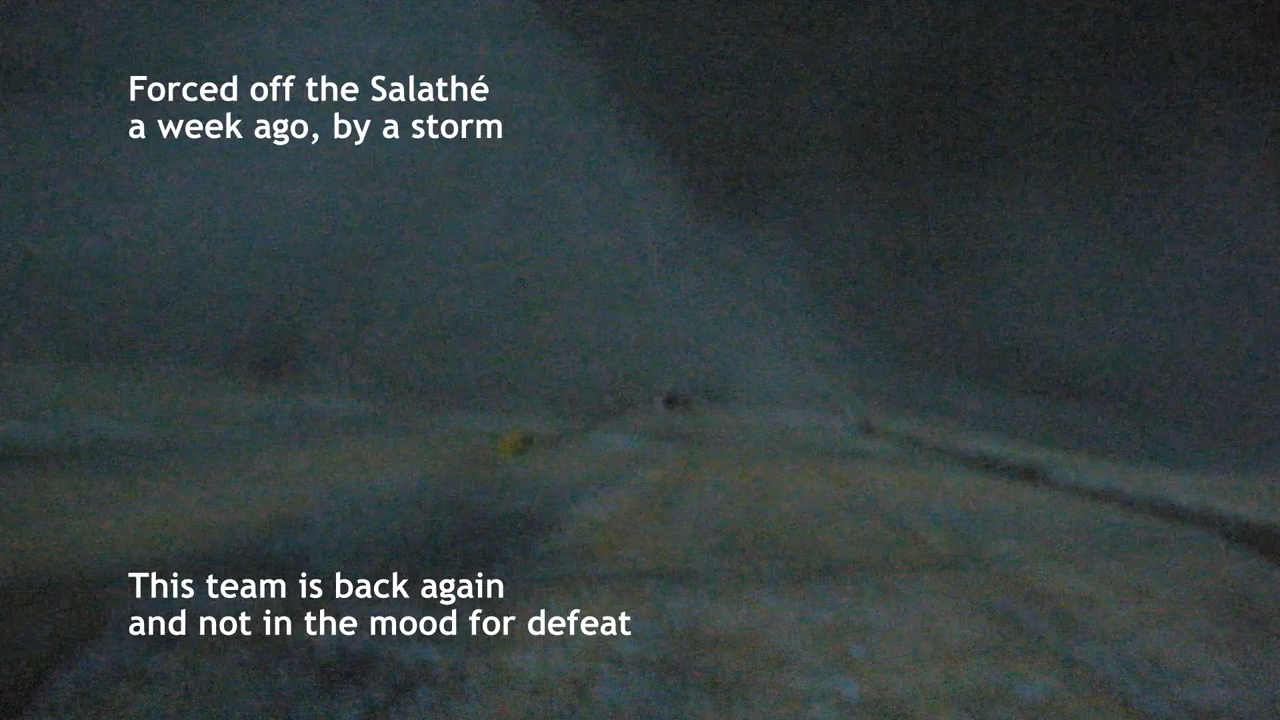 Forced off the Salathé
a week ago, by a storm
This team is back again
and not in the mood for defeat